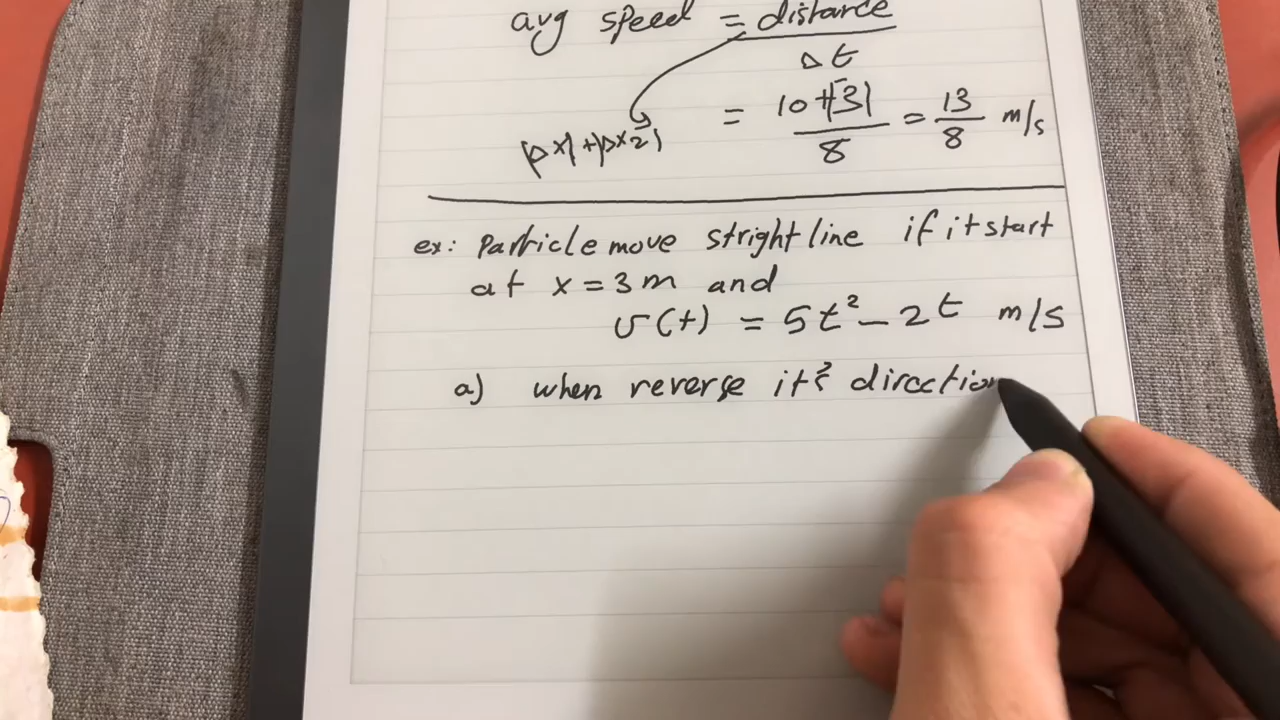 avg speed = distance
Δt
= 10+|-3| = 13 m/s
8 8
|Δx|+|Δx2|
ex: Particle move stright line if it start
at x = 3m and
v(t) = 5t² - 2t m/s
a) when reverse it's direction